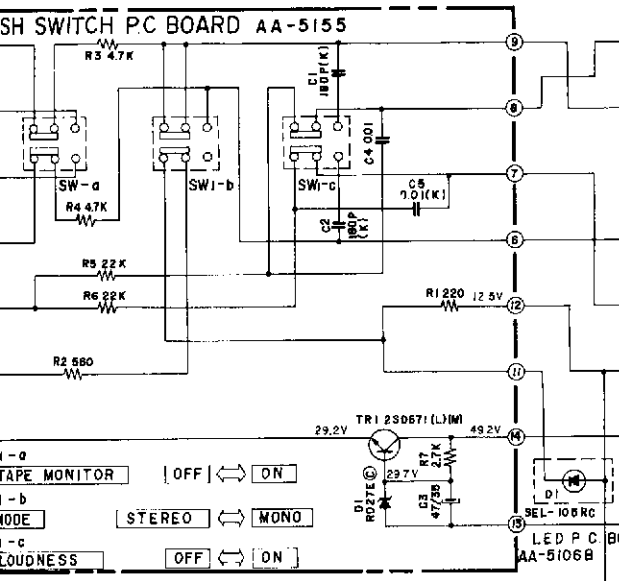 SH SWITCH P.C BOARD AA-5155
R3 4.7K
C1 180P(K)
9
8
C4 0.01
7
SW-a
SW1-b
SW1-c
C5 0.01(K)
R4 4.7K
C2 180P (K)
6
R5 22K
R6 22K
R1 220
12.5V
12
R2 560
11
TR1 2SD671(L)(M)
29.2V
49.2V
14
-a
TAPE MONITOR
OFF
ON
R7 2.7K
29.7V
C
D1 RD27E
C3 47/35
D1
-b
MODE
STEREO
MONO
SEL-105RC
15
-c
LOUDNESS
OFF
ON
LED P.C. B
AA-5106B